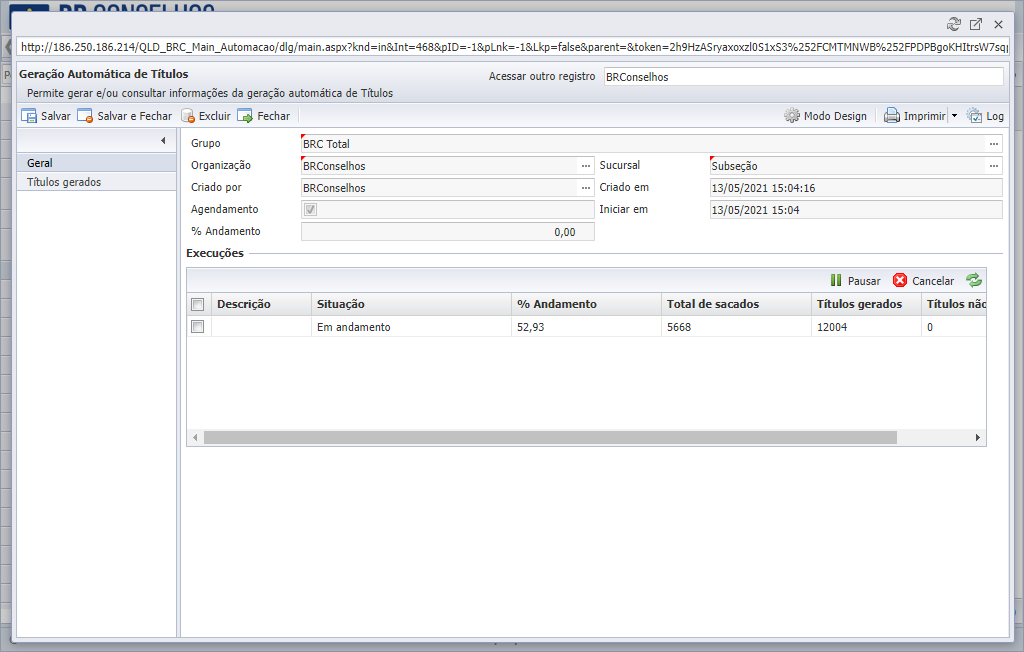 BR CONSELHOS
http://186.250.186.214/QLD_BRC_Main_Automacao/dlg/main.aspx?knd=in&Int=468&pID=-1&pLnk=-1&Lkp=false&parent=&token=2h9HzASryaxoxzl0S1xS3%252FCMTMNWB%252FPDPBgoKHItrsW7sqp
Geração Automática de Títulos
Acessar outro registro BRConselhos
Permite gerar e/ou consultar informações da geração automática de Títulos
Salvar Salvar e Fechar Excluir Fechar Modo Design Imprimir Log
Geral
Títulos gerados
Grupo BRC Total
Organização BRConselhos Sucursal Subseção
Criado por BRConselhos Criado em 13/05/2021 15:04:16
Agendamento Iniciar em 13/05/2021 15:04
% Andamento 0,00
Execuções
Pausar Cancelar
Descrição Situação % Andamento Total de sacados Títulos gerados Títulos não
Em andamento 52,93 5668 12004 0